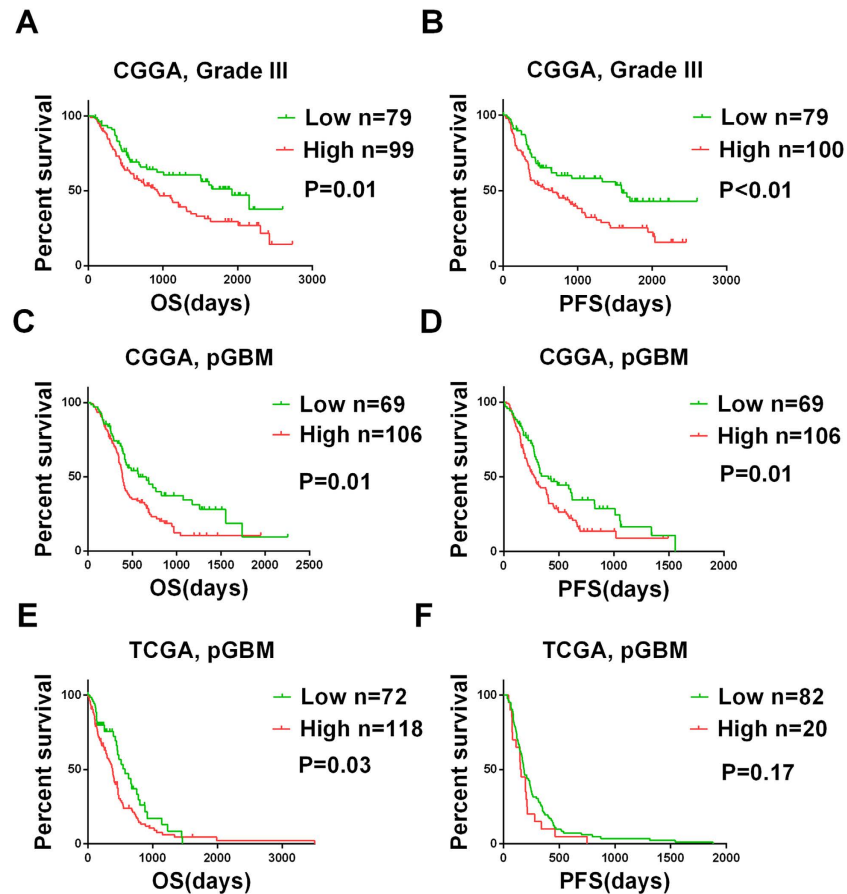 A
CGGA, Grade III
Percent survival
100
50
0
0 1000 2000 3000
OS(days)
Low n=79
High n=99
P=0.01
B
CGGA, Grade III
Percent survival
100
50
0
0 1000 2000 3000
PFS(days)
Low n=79
High n=100
P<0.01
C
CGGA, pGBM
Percent survival
100
50
0
0 500 1000 1500 2000 2500
OS(days)
Low n=69
High n=106
P=0.01
D
CGGA, pGBM
Percent survival
100
50
0
0 500 1000 1500 2000
PFS(days)
Low n=69
High n=106
P=0.01
E
TCGA, pGBM
Percent survival
100
50
0
0 1000 2000 3000
OS(days)
Low n=72
High n=118
P=0.03
F
TCGA, pGBM
Percent survival
100
50
0
0 500 1000 1500 2000
PFS(days)
Low n=82
High n=20
P=0.17